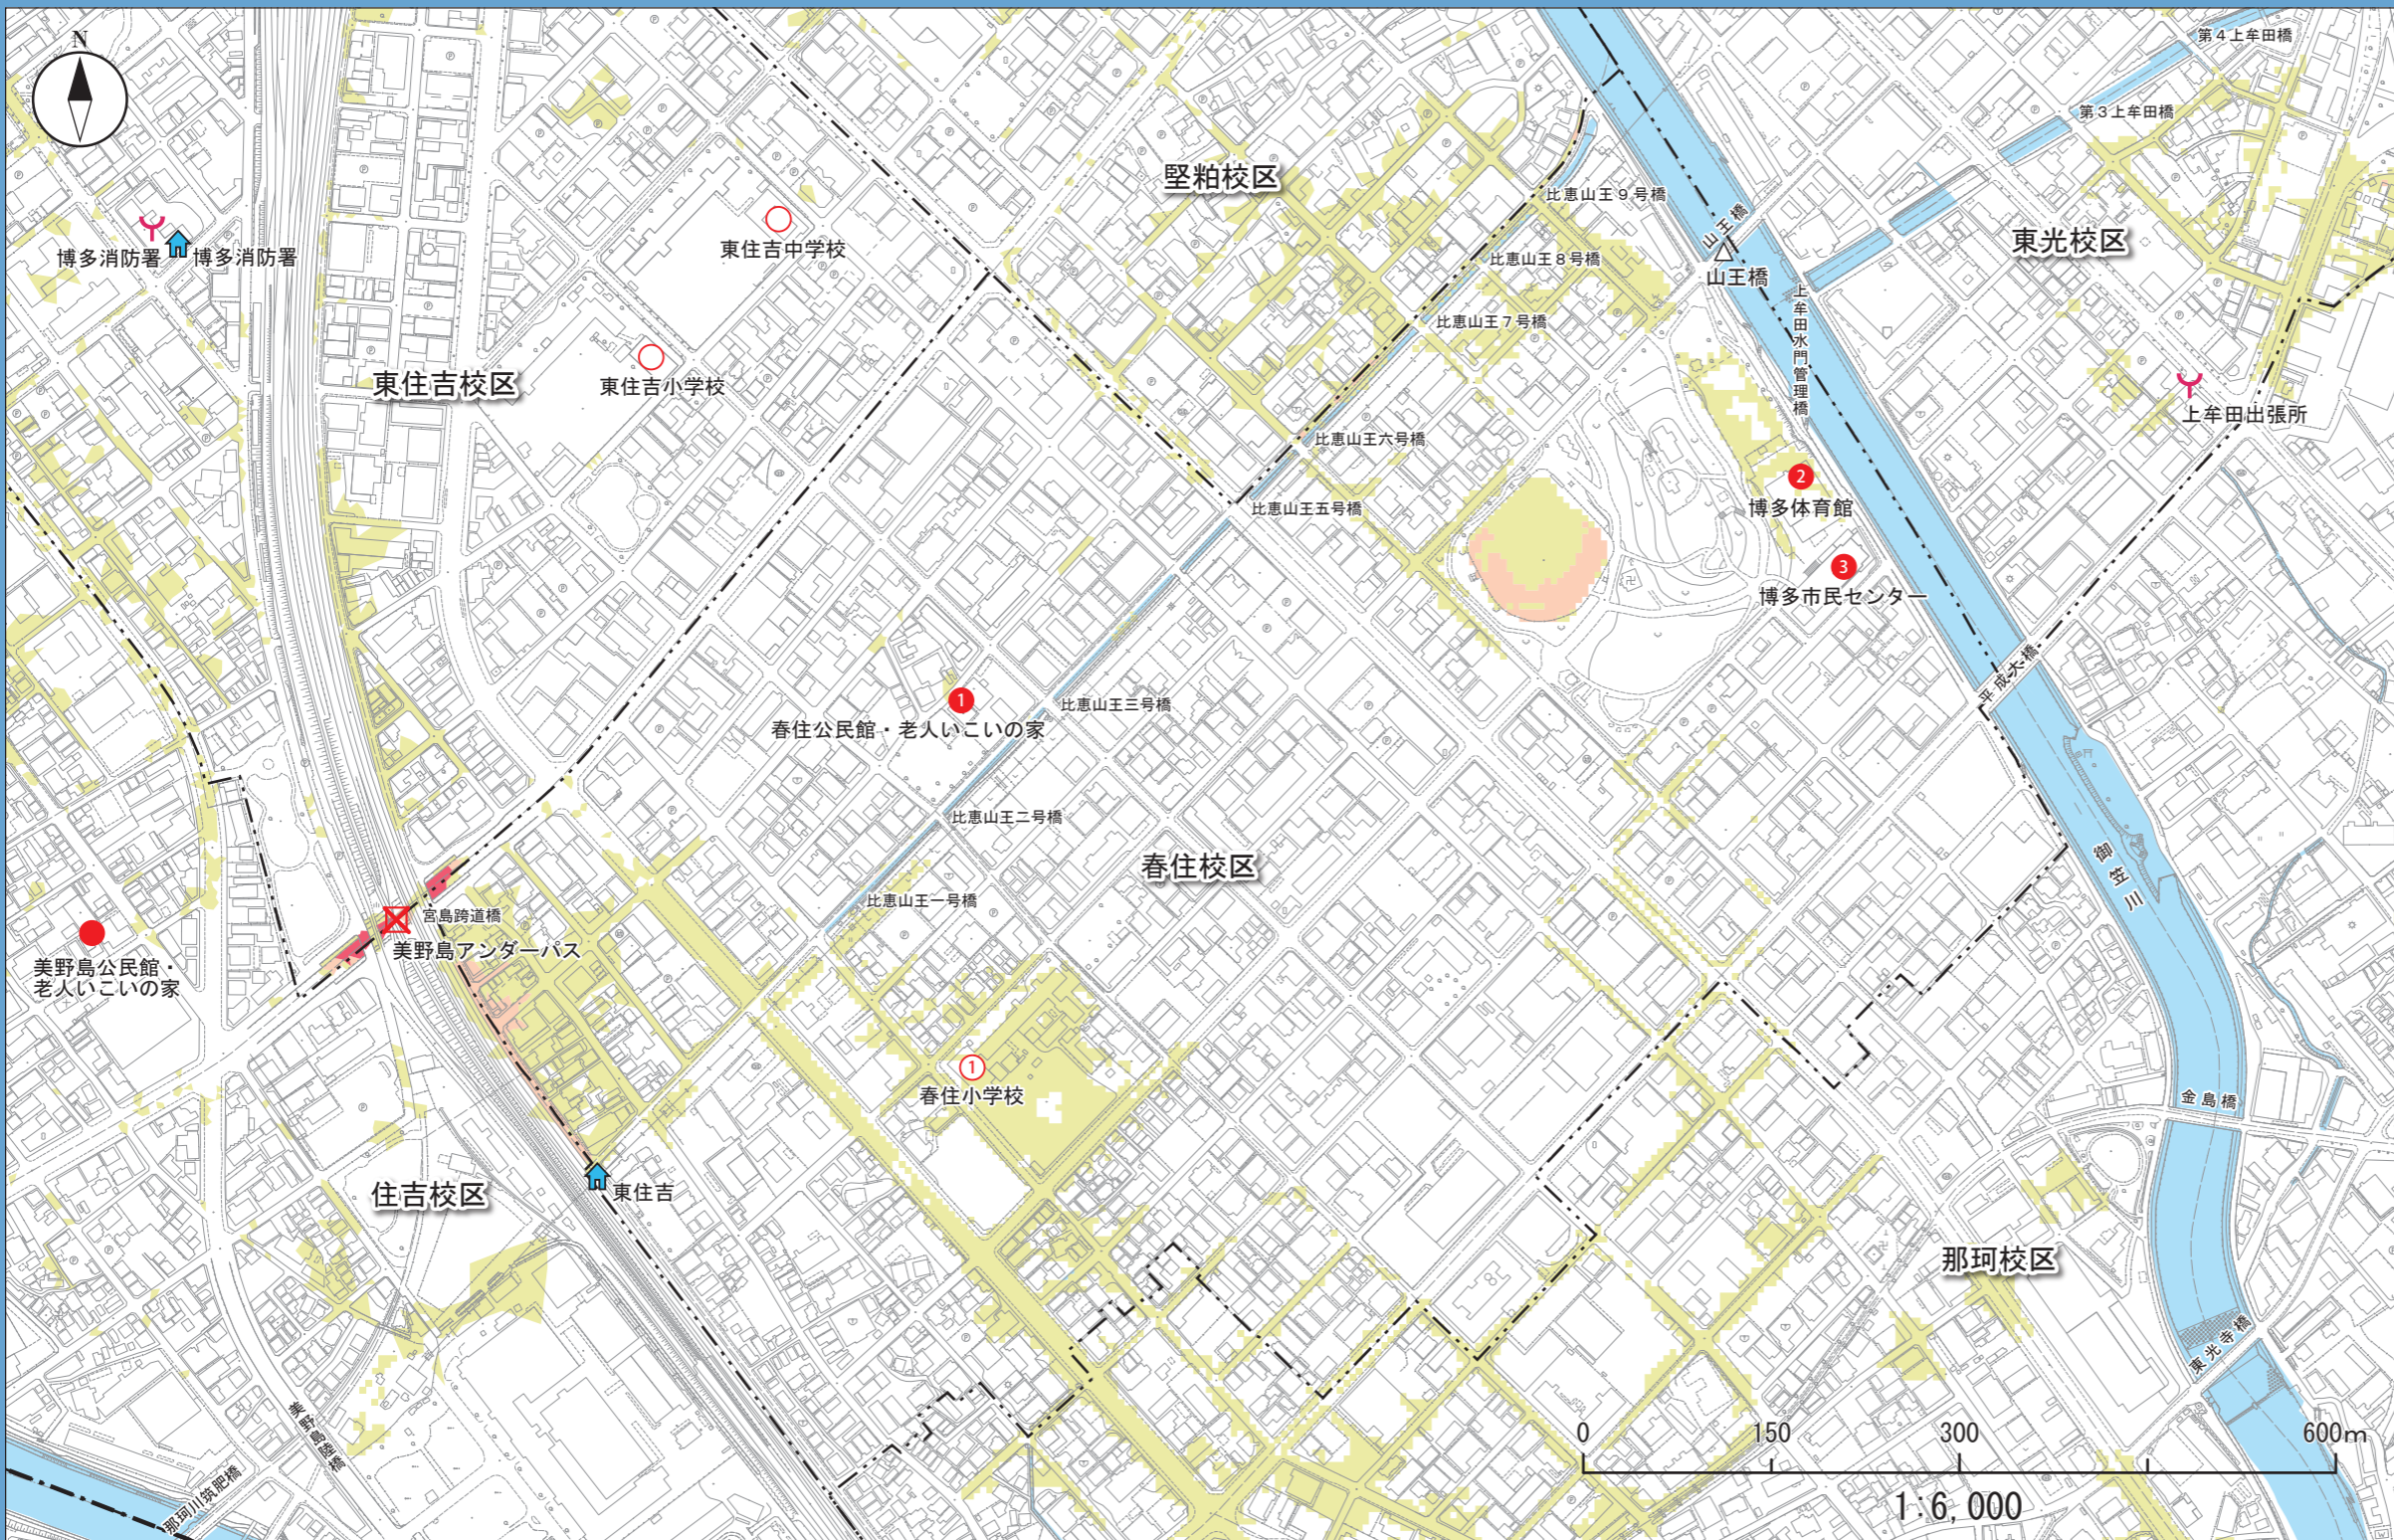 N
第4上牟田橋
第3上牟田橋
堅粕校区
比恵山王9号橋
山王橋
東光校区
博多消防署
博多消防署
東住吉中学校
比恵山王8号橋
山王橋
上牟田水門管理橋
比恵山王7号橋
東住吉校区
東住吉小学校
上牟田出張所
比恵山王六号橋
2
博多体育館
比恵山王五号橋
3
博多市民センター
平成大橋
1
春住公民館・老人いこいの家
比恵山王三号橋
比恵山王二号橋
春住校区
御笠川
比恵山王一号橋
宮島跨道橋
美野島アンダーパス
美野島公民館・
老人いこいの家
1
春住小学校
金島橋
東住吉
住吉校区
那珂校区
東光寺橋
美野島陸橋
那珂川筑肥橋
0 150 300 600m
1:6,000